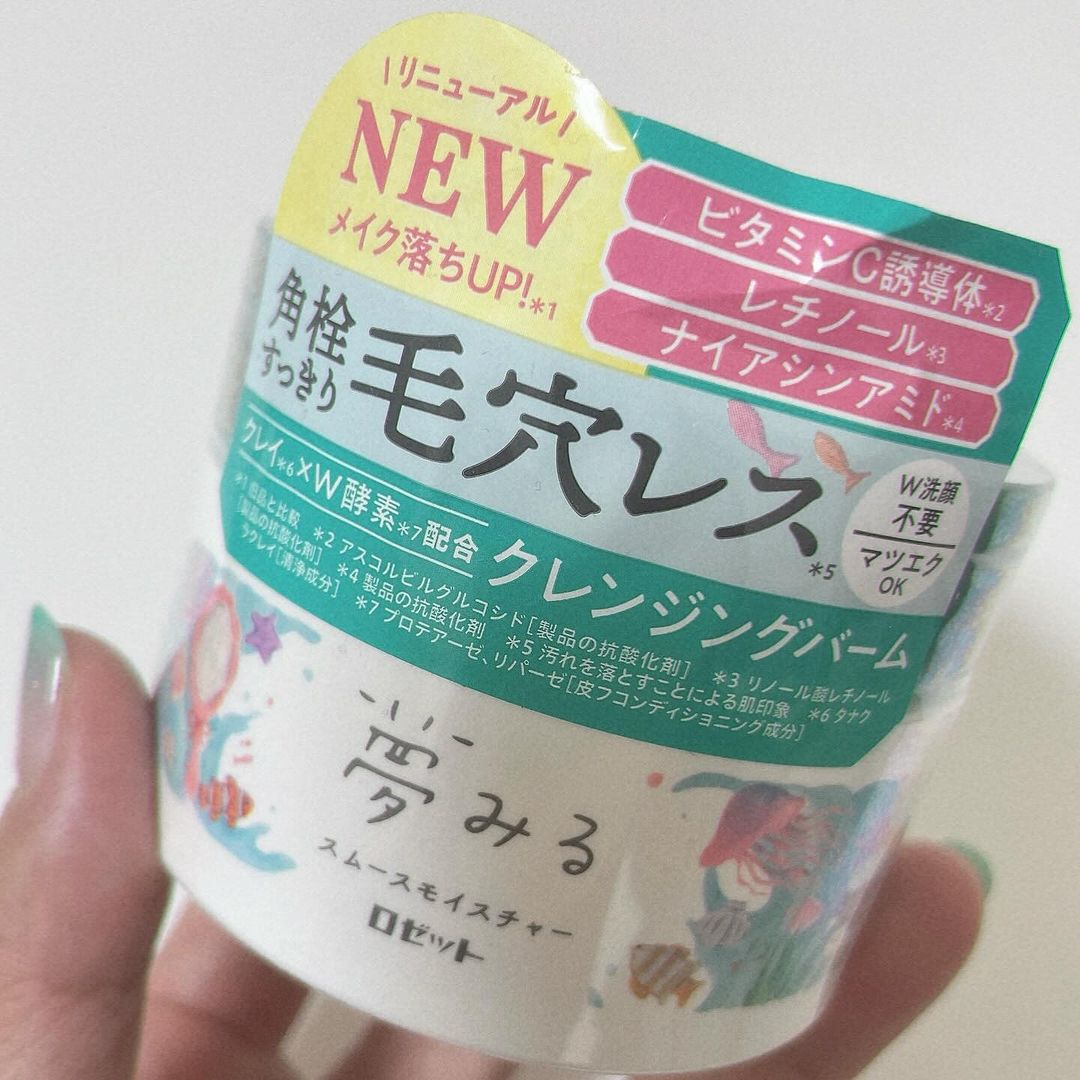 \リニューアル/
NEW
メイク落ちUP!*1
ビタミンC誘導体*2
レチノール*3
ナイアシンアミド*4
角栓
すっきり
毛穴レス*5
W洗顔
不要
マツエク
OK
クレイ*6×W酵素*7配合
クレンジングバーム
*1 旧品と比較 *2 アスコルビルグルコシド[製品の抗酸化剤] *3 リノール酸レチノール
[製品の抗酸化剤] *4 製品の抗酸化剤 *5 汚れを落とすことによる肌印象 *6 タナク
ラクレイ[清浄成分] *7 プロテアーゼ、リパーゼ[皮フコンディショニング成分]
夢みる
スムースモイスチャー
ロゼット